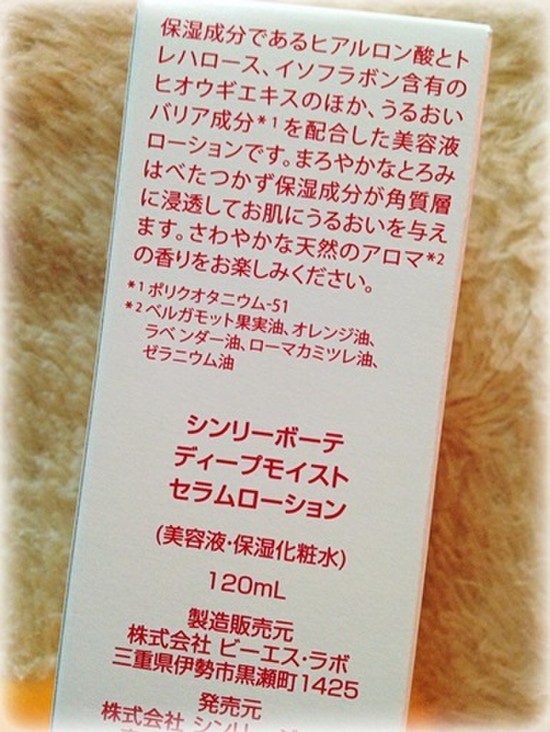 保湿成分であるヒアルロン酸とト
レハロース、イソフラボン含有の
ヒオウギエキスのほか、うるおい
バリア成分*1を配合した美容液
ローションです。まろやかなとろみ
はべたつかず保湿成分が角質層
に浸透してお肌にうるおいを与え
ます。さわやかな天然のアロマ*2
の香りをお楽しみください。
*1 ポリクオタニウム-51
*2 ベルガモット果実油、オレンジ油、
ラベンダー油、ローマカミツレ油、
ゼラニウム油
シンリーボーテ
ディープモイスト
セラムローション
(美容液・保湿化粧水)
120mL
製造販売元
株式会社 ビーエス・ラボ
三重県伊勢市黒瀬町1425
発売元
株式会社 シンリー